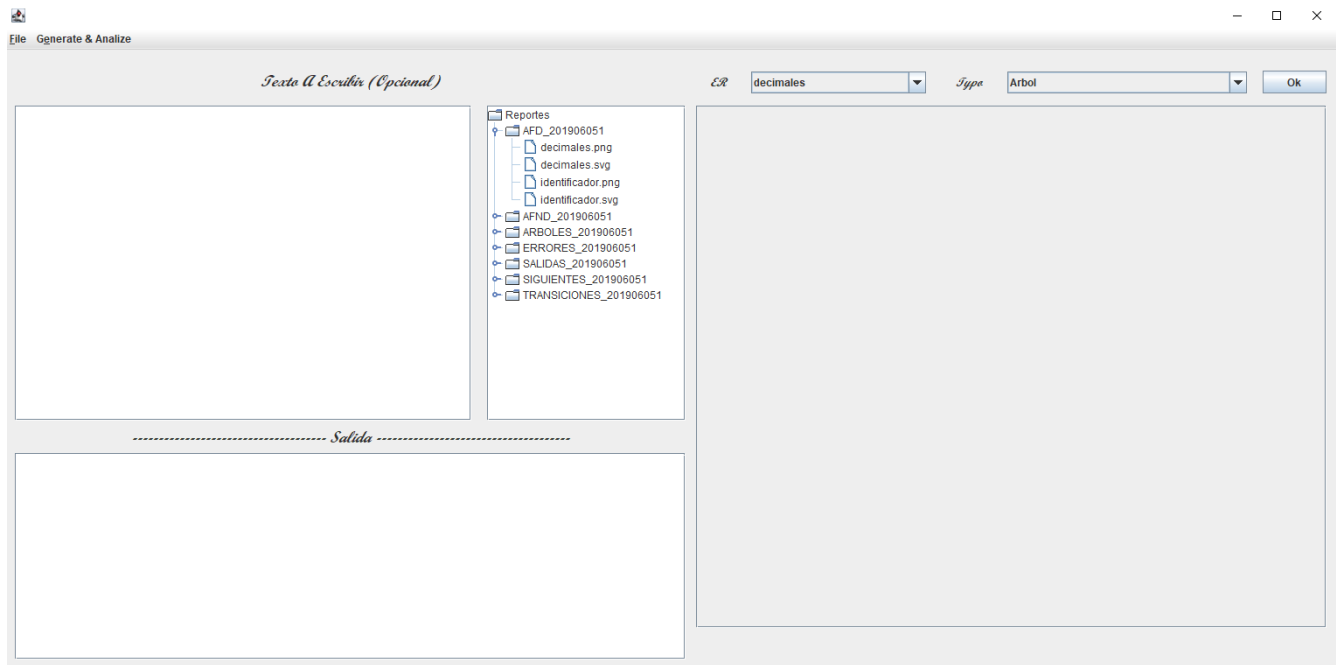 File Generate & Analize
Texto A Escribir (Opcional)
ER decimales Type Arbol Ok
Reportes
AFD_201906051
decimales.png
decimales.svg
identificador.png
identificador.svg
AFND_201906051
ARBOLES_201906051
ERRORES_201906051
SALIDAS_201906051
SIGUIENTES_201906051
TRANSICIONES_201906051
------------------------------------- Salida -------------------------------------